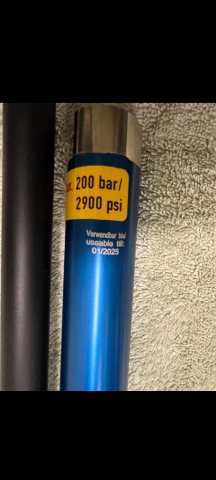 200 bar/
2900 psi
Verwendbar bis/
useable till:
01/2025